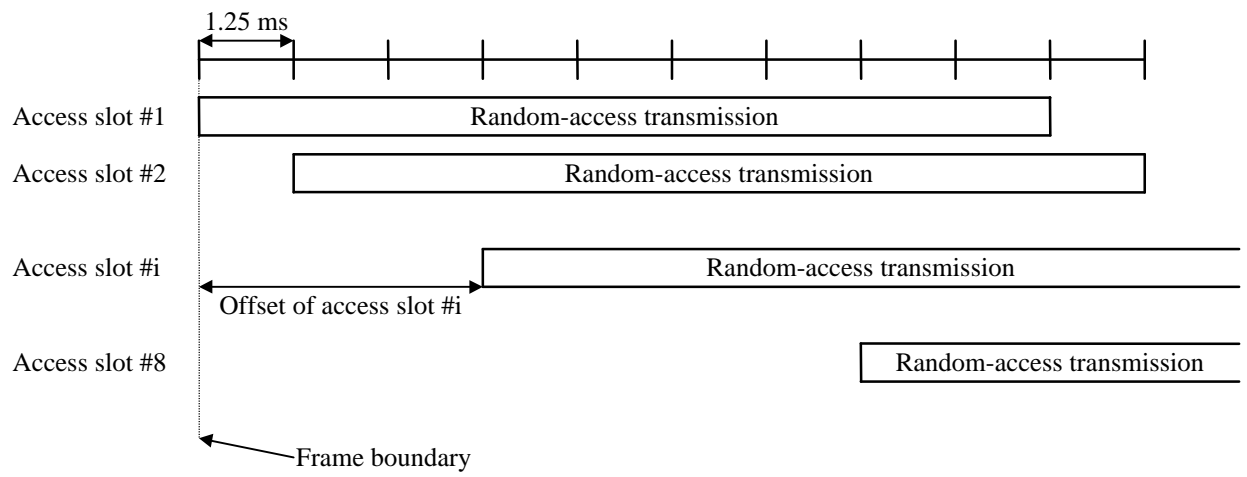 1.25 ms
Access slot #1
Random-access transmission
Access slot #2
Random-access transmission
Access slot #i
Random-access transmission
Offset of access slot #i
Access slot #8
Random-access transmission
Frame boundary